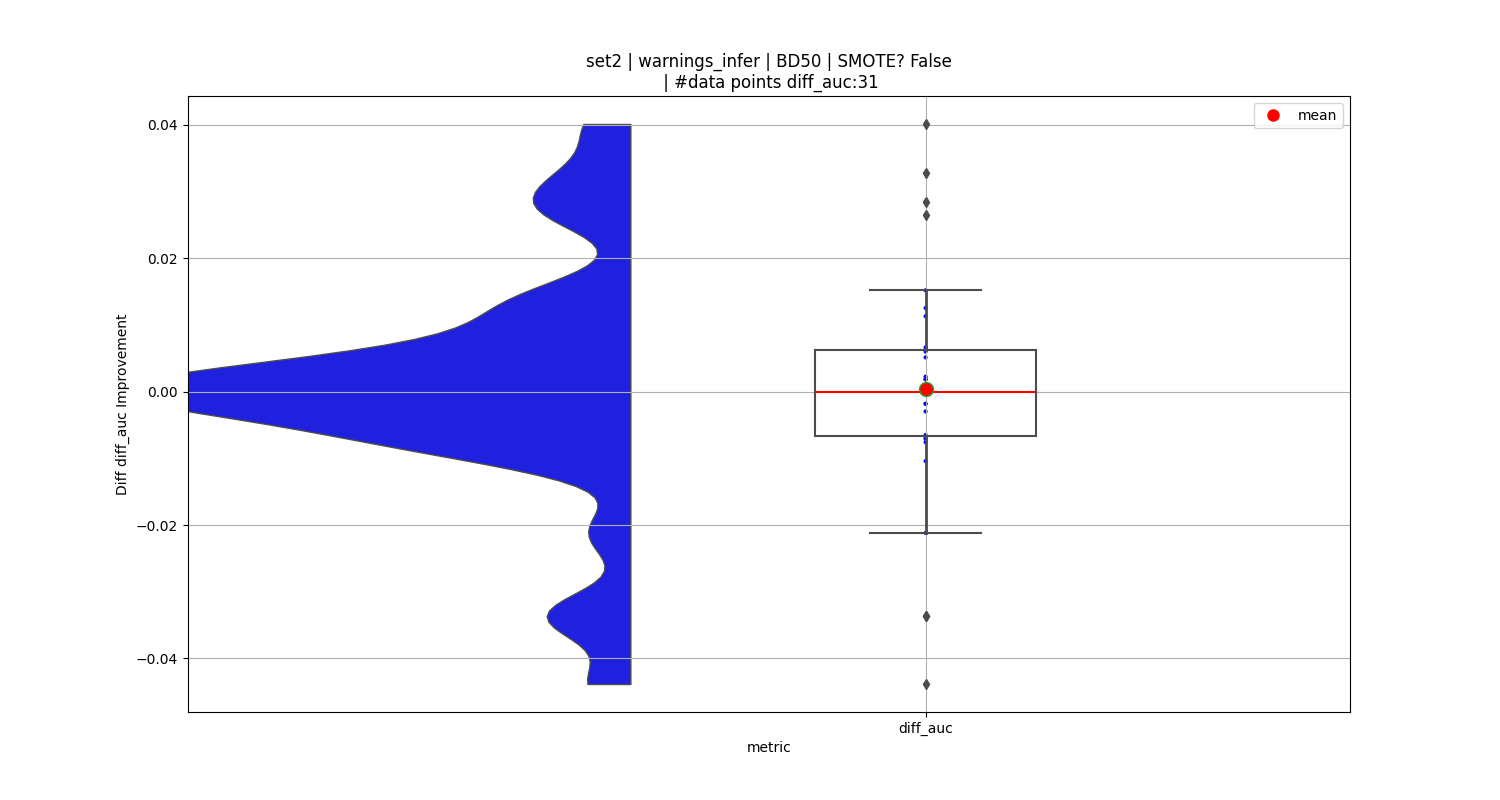 set2 | warnings_infer | BD50 | SMOTE? False
| #data points diff_auc:31
mean
0.04
0.02
0.00
−0.02
−0.04
Diff diff_auc Improvement
diff_auc
metric